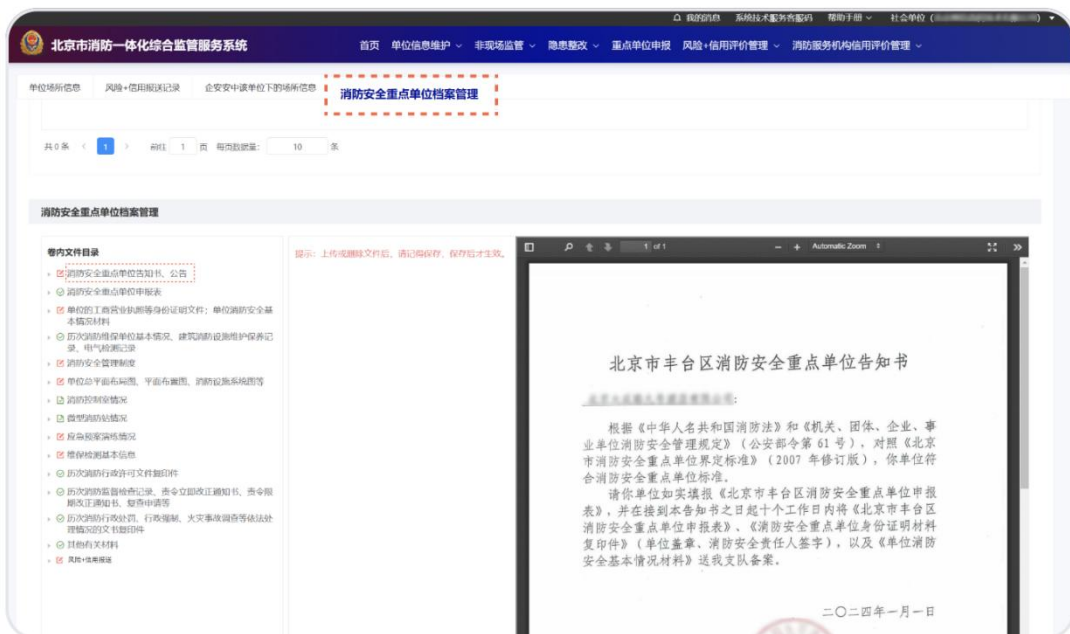 我的消息 系统技术服务咨服码 帮助手册 社会单位 (
北京市消防一体化综合监管服务系统 首页 单位信息维护 非现场监管 隐患整改 重点单位申报 风险+信用评价管理 消防服务机构信用评价管理
单位场所信息 风险+信用报送记录 企安安中该单位下的场所信息 消防安全重点单位档案管理
共 0 条 1 前往 1 页 每页数据量: 10 条
消防安全重点单位档案管理
卷内文件目录
消防安全重点单位告知书、公告
消防安全重点单位申报表
单位的工商营业执照等身份证明文件;单位消防安全基
本情况材料
历次消防维保单位基本情况、建筑消防设施维护保养记
录、电气检测记录
消防安全管理制度
单位总平面布局图、平面布置图、消防设施系统图等
消防控制室情况
微型消防站情况
应急预案演练情况
维保检测基本信息
历次消防行政许可文件复印件
历次消防监督检查记录、责令立即改正通知书、责令限
期改正通知书、复查申请等
历次消防行政处罚、行政强制、火灾事故调查等依法处
理情况的文书复印件
其他有关材料
风险+信用报送
提示:上传或删除文件后,请记得保存,保存后才生效。
1 of 1 Automatic Zoom
北京市丰台区消防安全重点单位告知书
根据《中华人名共和国消防法》和《机关、团体、企业、事
业单位消防安全管理规定》(公安部令第 61 号),对照《北京
市消防安全重点单位界定标准》(2007 年修订版),你单位符
合消防安全重点单位标准。
请你单位如实填报《北京市丰台区消防安全重点单位申报
表》,并在接到本告知书之日起十个工作日内将《北京市丰台区
消防安全重点单位申报表》、《消防安全重点单位身份证明材料
复印件》(单位盖章、消防安全责任人签字),以及《单位消防
安全基本情况材料》送我支队备案。
二〇二四年一月一日